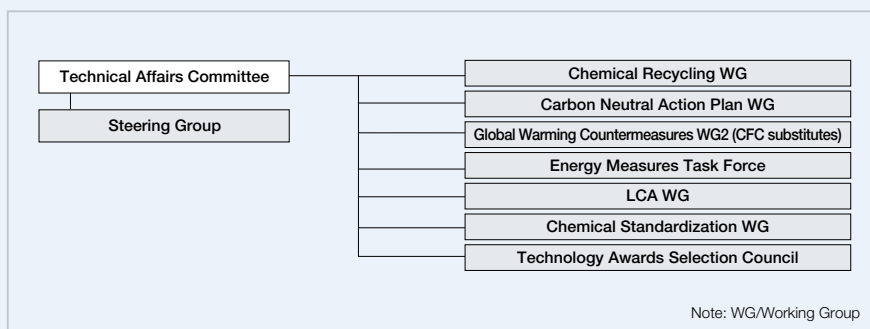 Technical Affairs Committee
Steering Group
Chemical Recycling WG
Carbon Neutral Action Plan WG
Global Warming Countermeasures WG2 (CFC substitutes)
Energy Measures Task Force
LCA WG
Chemical Standardization WG
Technology Awards Selection Council
Note: WG/Working Group